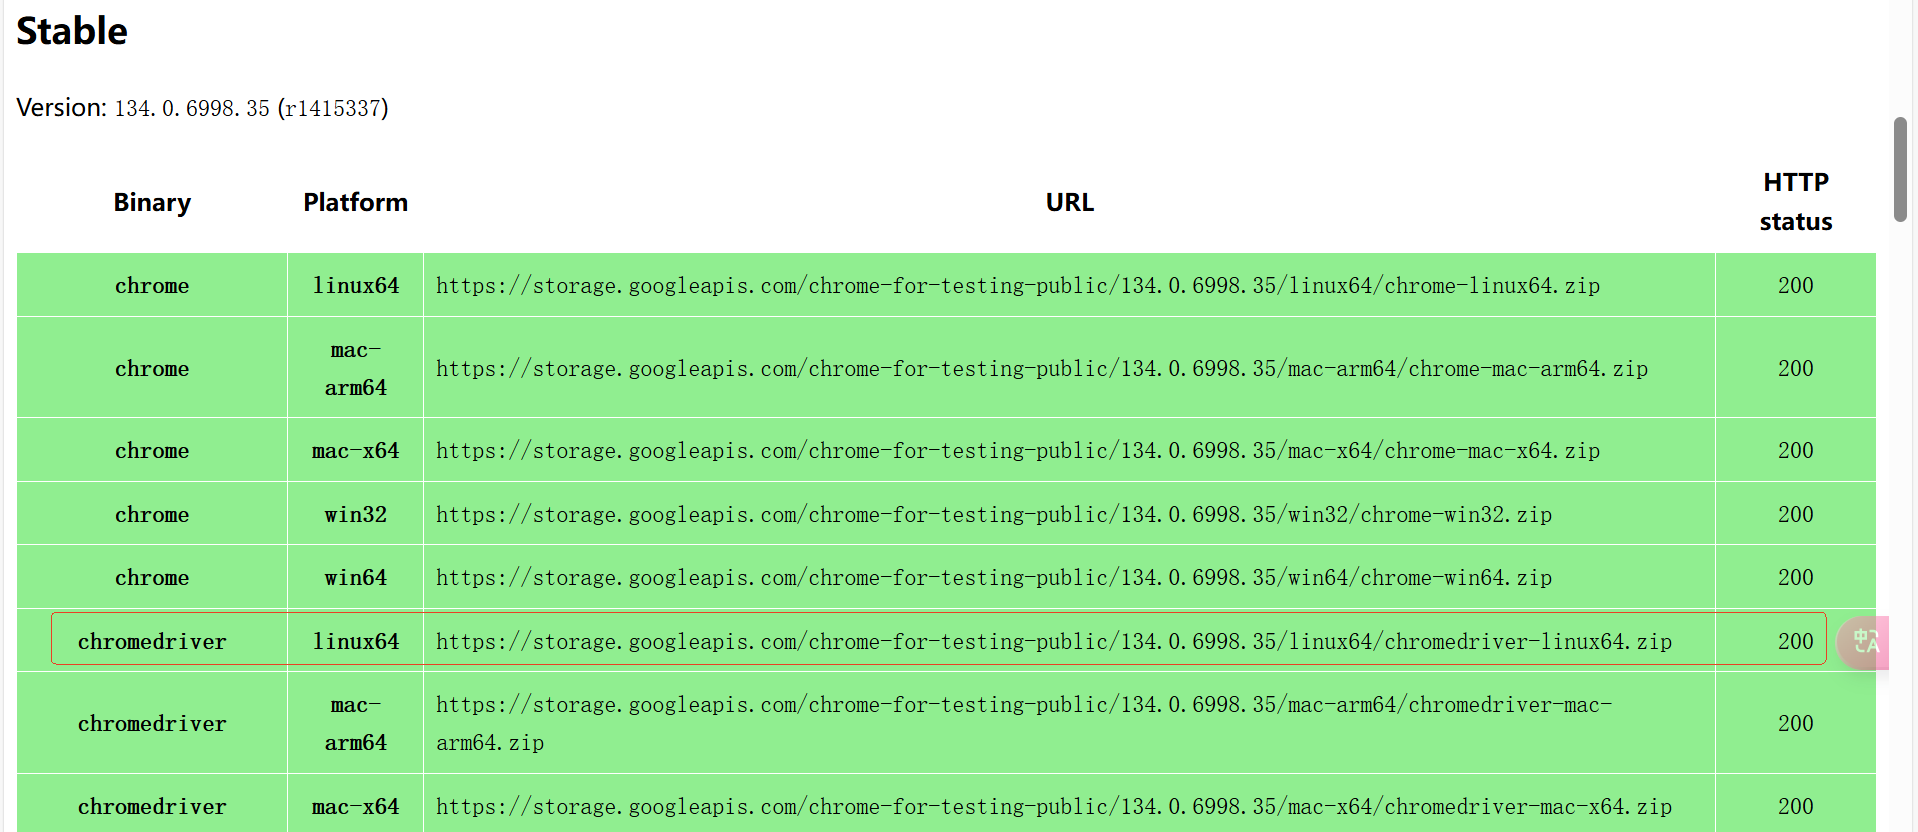 Stable
Version: 134.0.6998.35 (r1415337)
Binary Platform URL HTTP status
chrome linux64 https://storage.googleapis.com/chrome-for-testing-public/134.0.6998.35/linux64/chrome-linux64.zip 200
chrome mac-arm64 https://storage.googleapis.com/chrome-for-testing-public/134.0.6998.35/mac-arm64/chrome-mac-arm64.zip 200
chrome mac-x64 https://storage.googleapis.com/chrome-for-testing-public/134.0.6998.35/mac-x64/chrome-mac-x64.zip 200
chrome win32 https://storage.googleapis.com/chrome-for-testing-public/134.0.6998.35/win32/chrome-win32.zip 200
chrome win64 https://storage.googleapis.com/chrome-for-testing-public/134.0.6998.35/win64/chrome-win64.zip 200
chromedriver linux64 https://storage.googleapis.com/chrome-for-testing-public/134.0.6998.35/linux64/chromedriver-linux64.zip 200
中A
chromedriver mac-arm64 https://storage.googleapis.com/chrome-for-testing-public/134.0.6998.35/mac-arm64/chromedriver-mac-arm64.zip 200
chromedriver mac-x64 https://storage.googleapis.com/chrome-for-testing-public/134.0.6998.35/mac-x64/chromedriver-mac-x64.zip 200